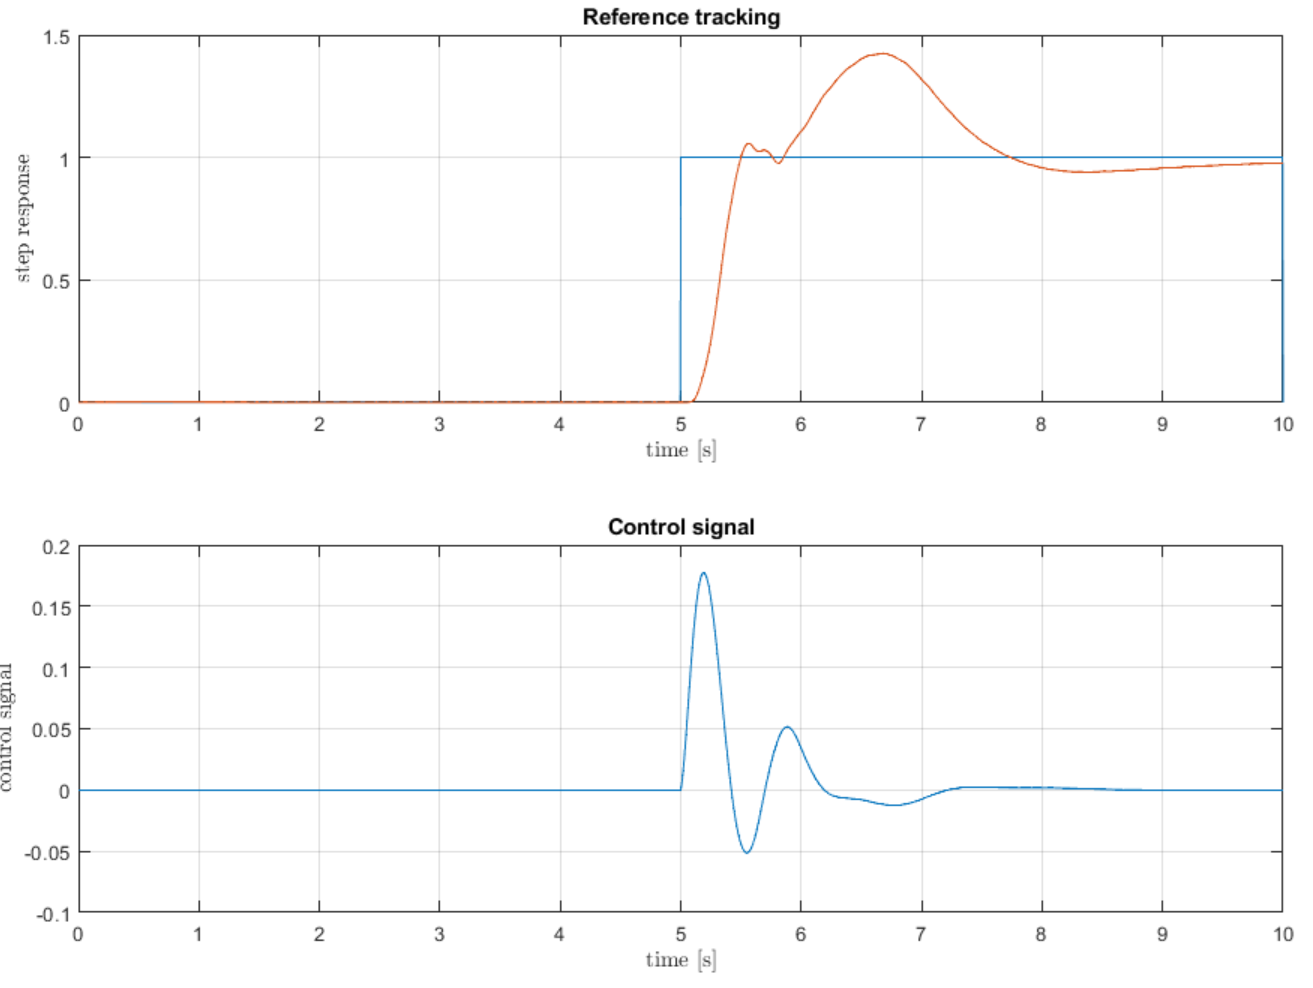 Reference tracking
1.5
1
0.5
0
step response
0 1 2 3 4 5 6 7 8 9 10
time [s]
Control signal
0.2
0.15
0.1
0.05
0
-0.05
-0.1
control signal
0 1 2 3 4 5 6 7 8 9 10
time [s]